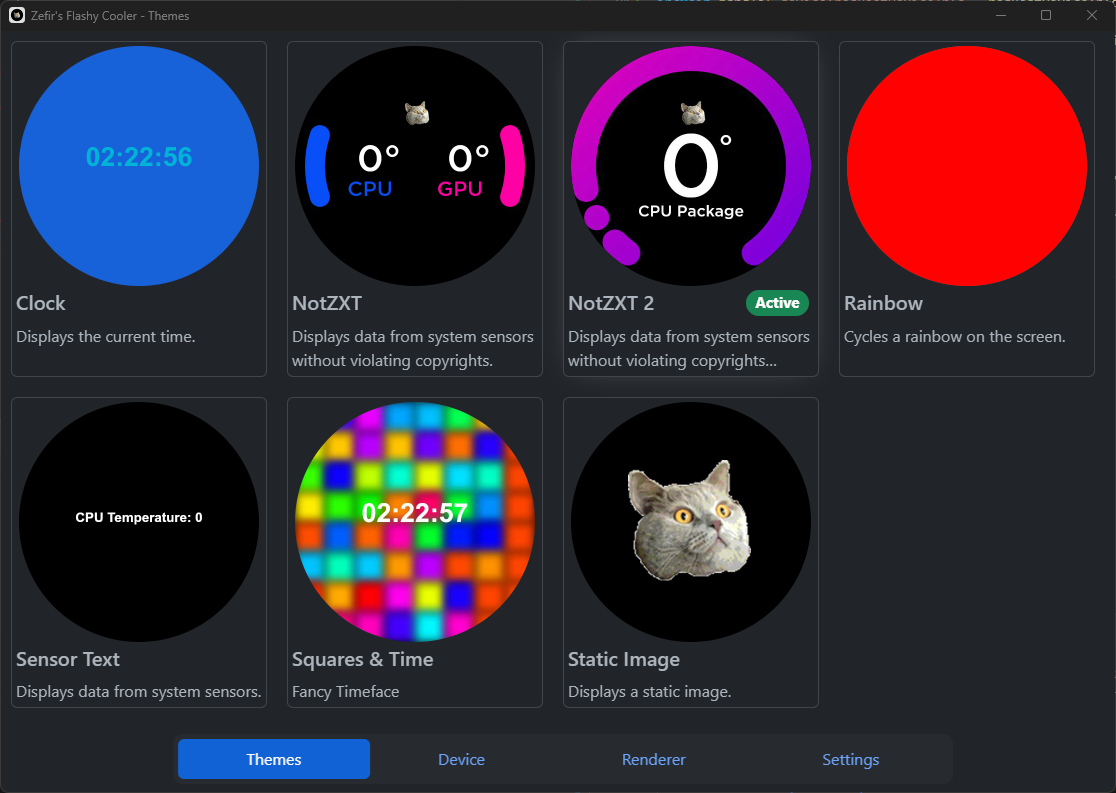 Zefir's Flashy Cooler - Themes
02:22:56
Clock
Displays the current time.
0° 0°
CPU GPU
NotZXT
Displays data from system sensors
without violating copyrights.
0°
CPU Package
NotZXT 2 Active
Displays data from system sensors
without violating copyrights...
Rainbow
Cycles a rainbow on the screen.
CPU Temperature: 0
Sensor Text
Displays data from system sensors.
02:22:57
Squares & Time
Fancy Timeface
Static Image
Displays a static image.
Themes Device Renderer Settings